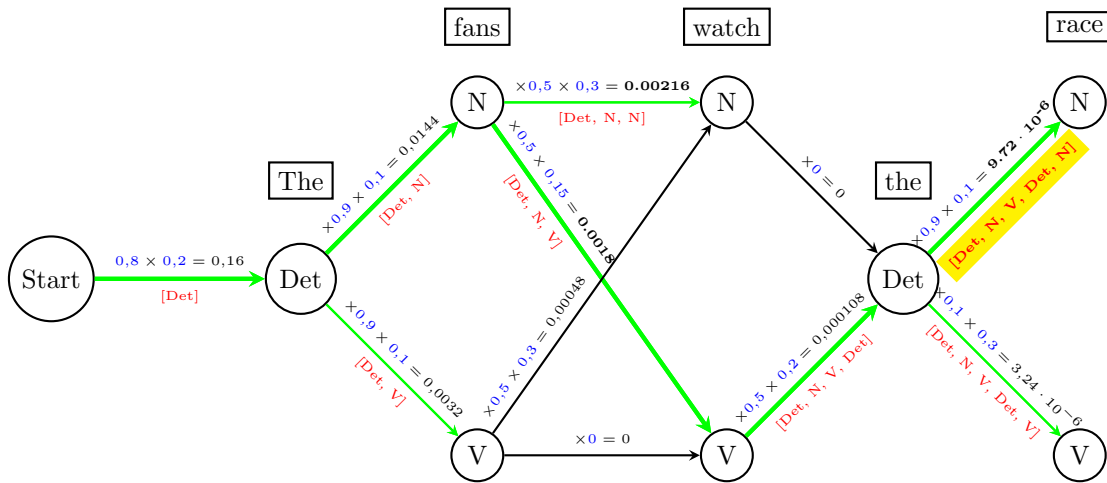 fans
watch
race
N
×0,5 × 0,3 = 0.00216
[Det, N, N]
N
N
×0,9 × 0,1 = 0,0144
[Det, N]
×0,5 × 0,15 = 0.0018
[Det, N, V]
×0 = 0
×0,9 × 0,1 = 9.72 · 10⁻⁶
[Det, N, V, Det, N]
The
the
Start
0,8 × 0,2 = 0,16
[Det]
Det
Det
×0,9 × 0,1 = 0,0032
[Det, V]
×0,5 × 0,3 = 0,00048
×0,5 × 0,2 = 0,000108
[Det, N, V, Det]
×0,1 × 0,3 = 3,24 · 10⁻⁶
[Det, N, V, Det, V]
V
×0 = 0
V
V